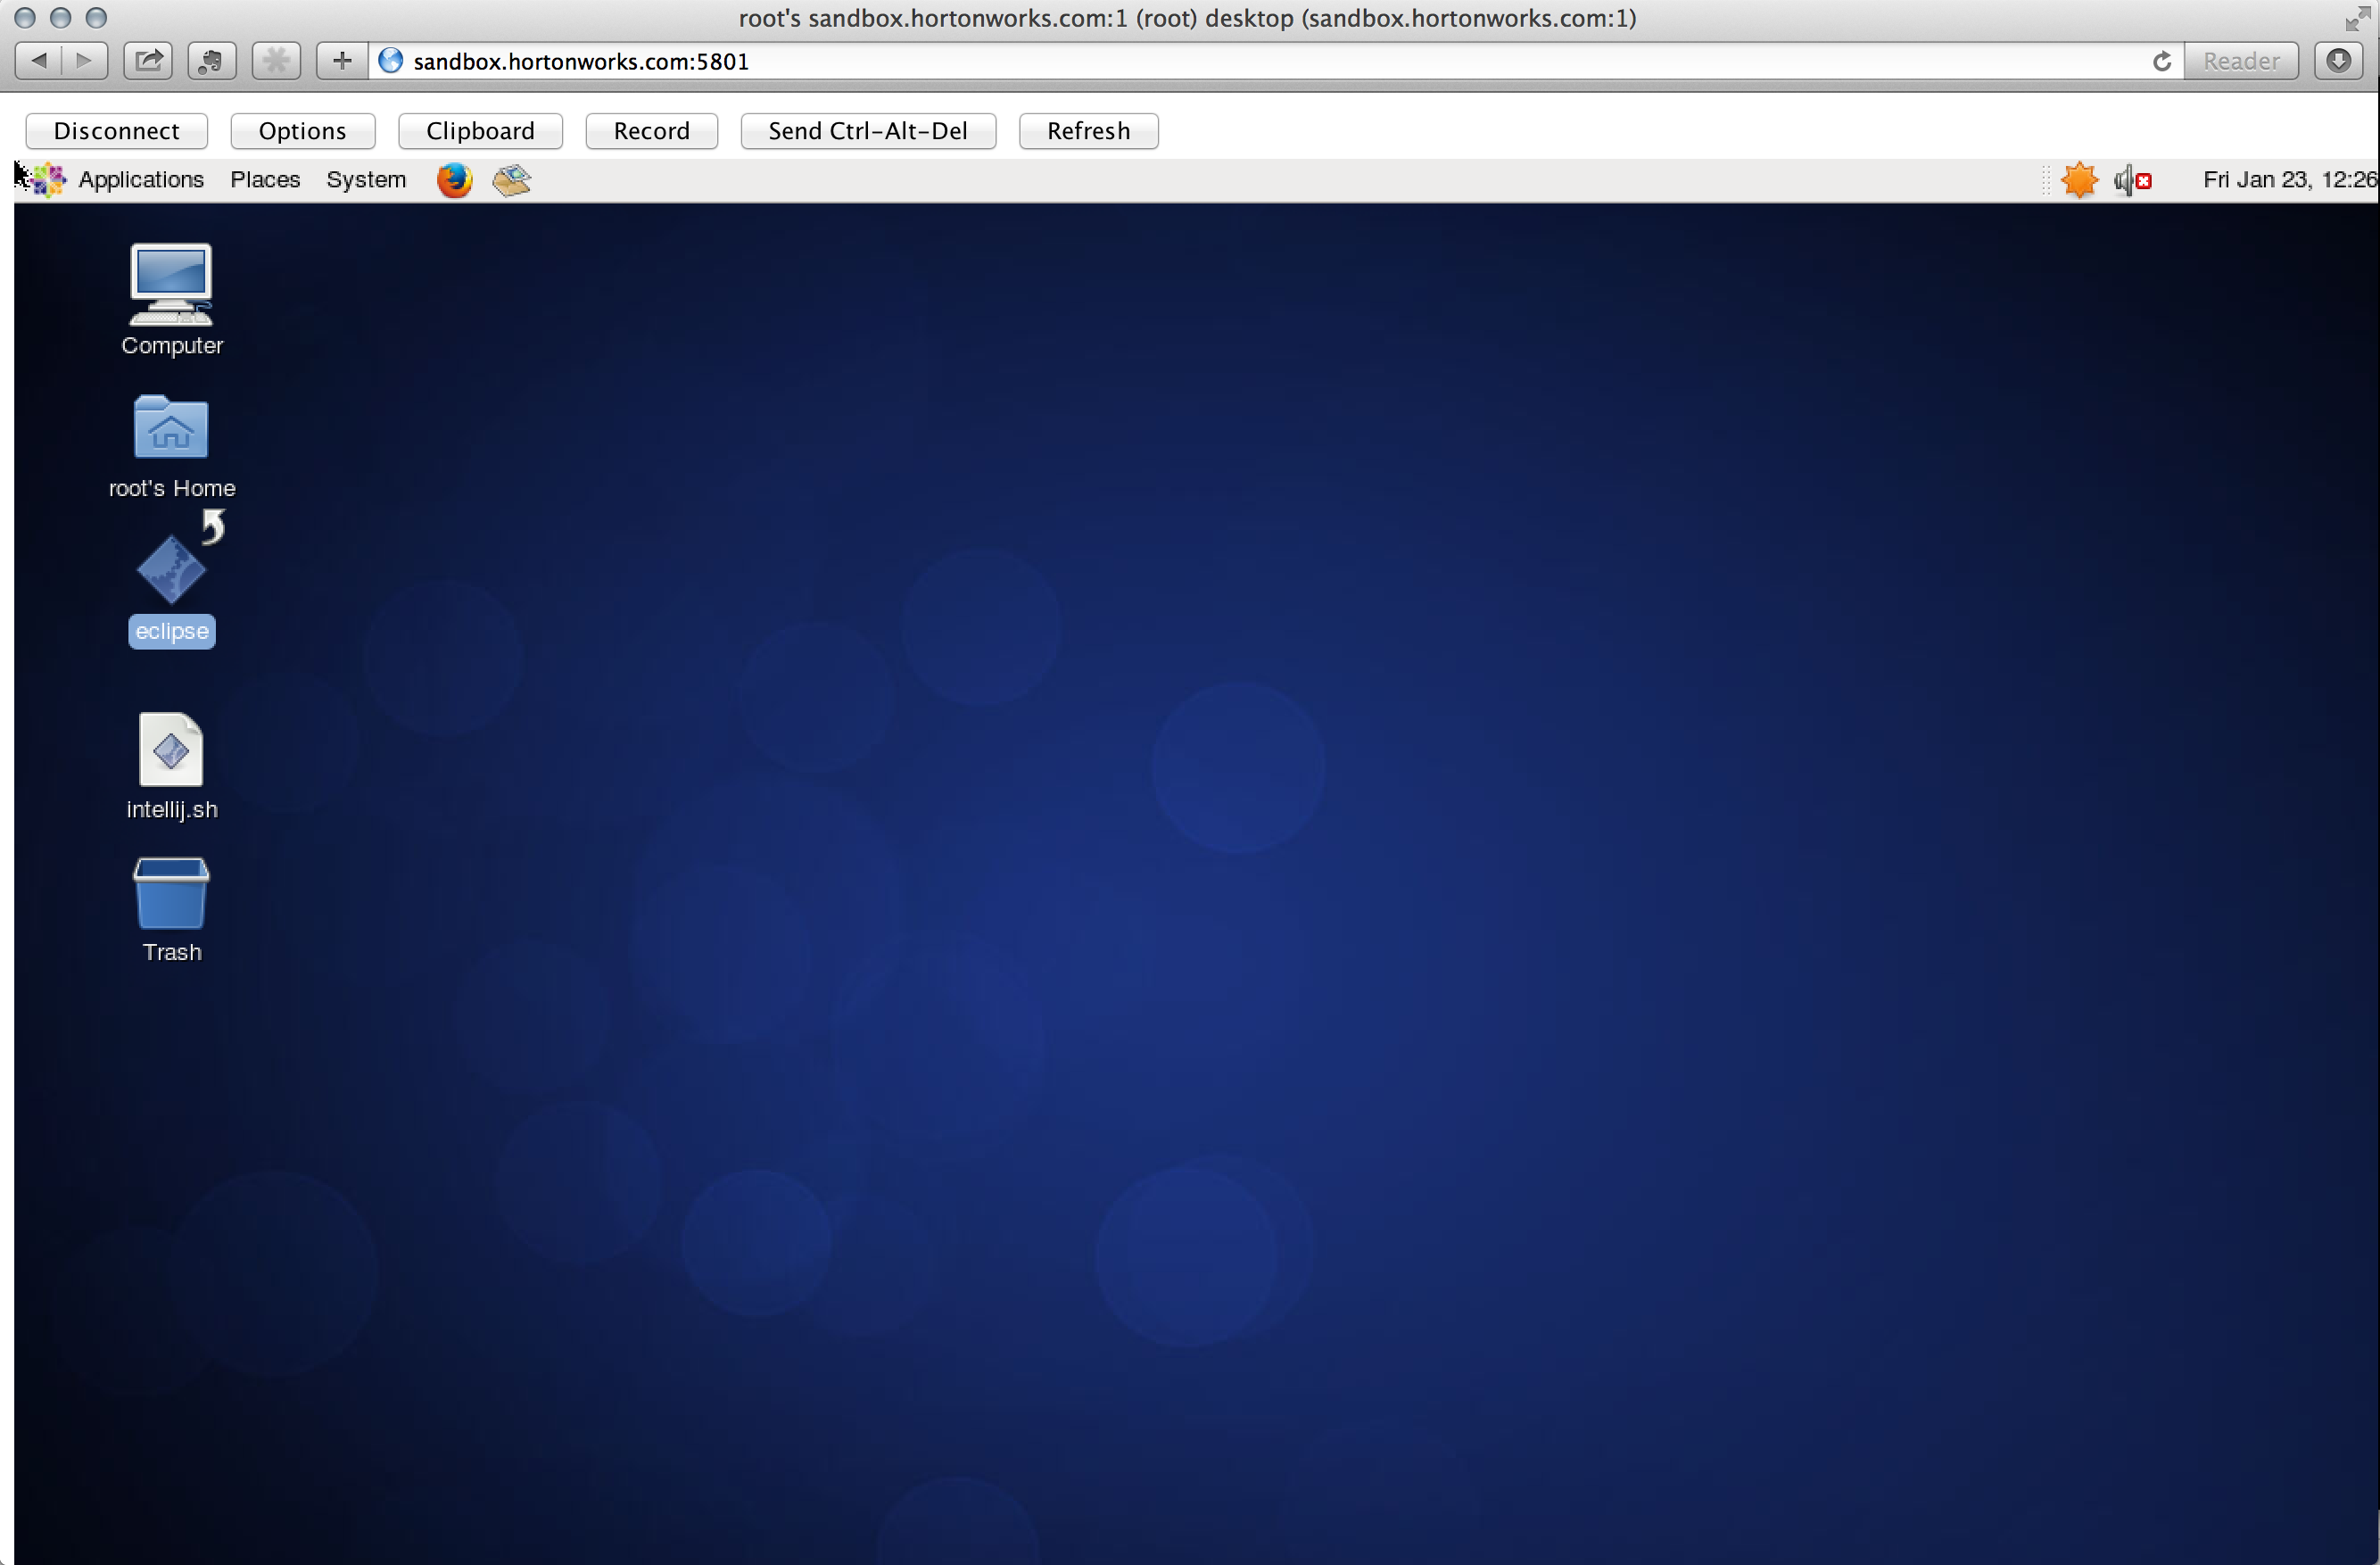 root's sandbox.hortonworks.com:1 (root) desktop (sandbox.hortonworks.com:1)
sandbox.hortonworks.com:5801 Reader
Disconnect Options Clipboard Record Send Ctrl-Alt-Del Refresh
Applications Places System Fri Jan 23, 12:26
Computer
root's Home
eclipse
intellij.sh
Trash